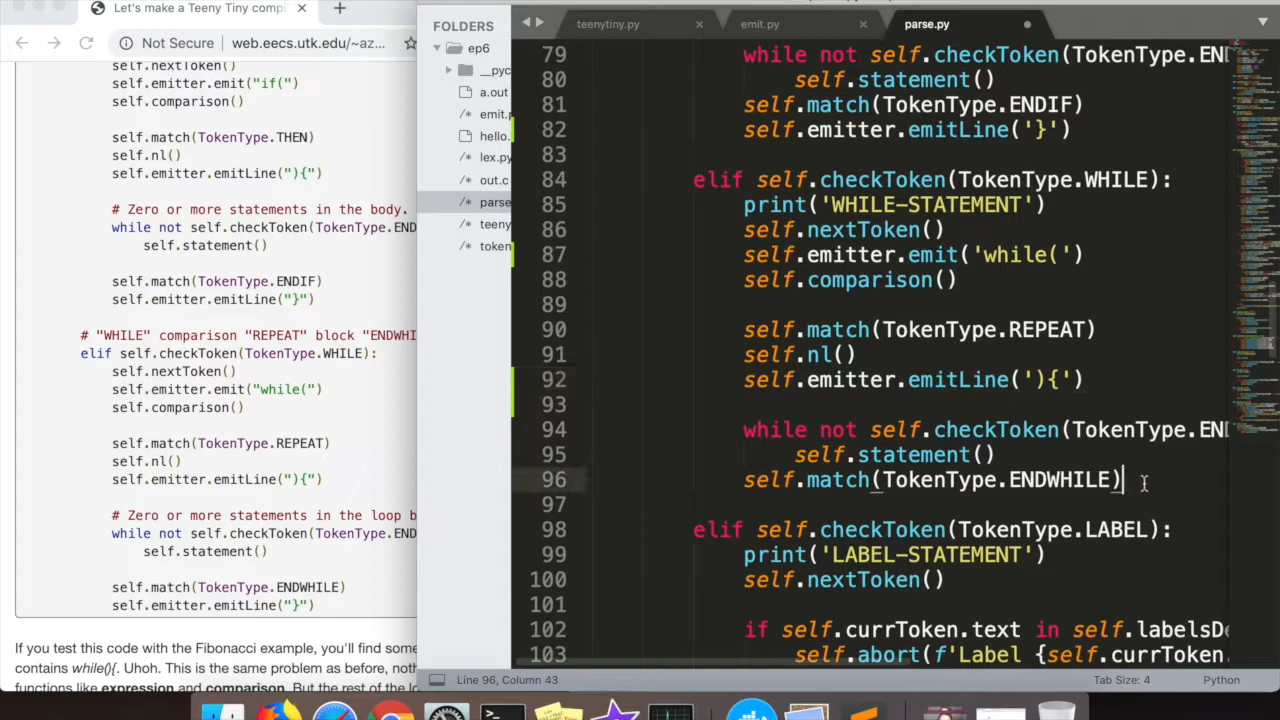 Let's make a Teeny Tiny compi
Not Secure
web.eecs.utk.edu/~az...
self.nextToken()
self.emitter.emit("if(")
self.comparison()
self.match(TokenType.THEN)
self.nl()
self.emitter.emitLine("){")
# Zero or more statements in the body.
while not self.checkToken(TokenType.END
self.statement()
self.match(TokenType.ENDIF)
self.emitter.emitLine("}")
# "WHILE" comparison "REPEAT" block "ENDWHI
elif self.checkToken(TokenType.WHILE):
self.nextToken()
self.emitter.emit("while(")
self.comparison()
self.match(TokenType.REPEAT)
self.nl()
self.emitter.emitLine("){")
# Zero or more statements in the loop b
while not self.checkToken(TokenType.END
self.statement()
self.match(TokenType.ENDWHILE)
self.emitter.emitLine("}")
If you test this code with the Fibonacci example, you'll find some
contains while(){. Uhoh. This is the same problem as before, noth
functions like expression and comparison. But the rest of the lo
FOLDERS
ep6
__pyc
a.out
emit.p
hello.
lex.py
out.c
parse
teeny
token
teenytiny.py
emit.py
parse.py
79 while not self.checkToken(TokenType.END
80 self.statement()
81 self.match(TokenType.ENDIF)
82 self.emitter.emitLine('}')
83
84 elif self.checkToken(TokenType.WHILE):
85 print('WHILE-STATEMENT')
86 self.nextToken()
87 self.emitter.emit('while(')
88 self.comparison()
89
90 self.match(TokenType.REPEAT)
91 self.nl()
92 self.emitter.emitLine('){')
93
94 while not self.checkToken(TokenType.END
95 self.statement()
96 self.match(TokenType.ENDWHILE)
97
98 elif self.checkToken(TokenType.LABEL):
99 print('LABEL-STATEMENT')
100 self.nextToken()
101
102 if self.currToken.text in self.labelsDe
103 self.abort(f'Label {self.currToken.
Line 96, Column 43
Tab Size: 4
Python